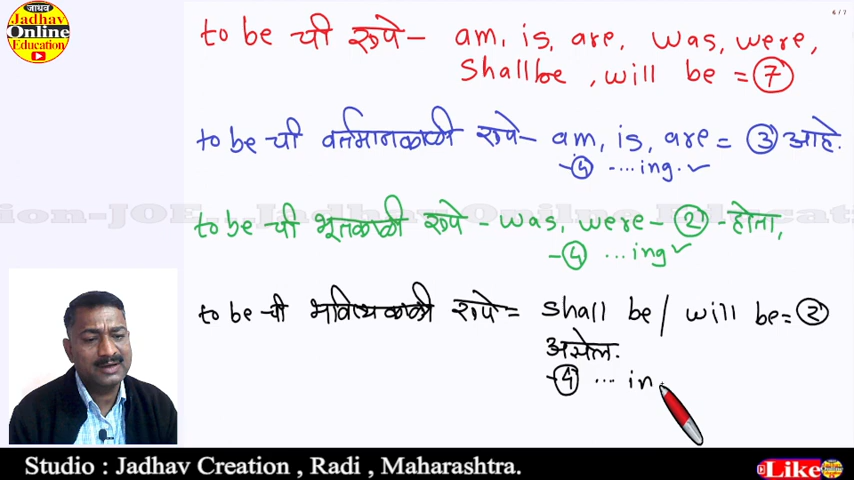 जाधव
Jadhav
Online
Education
6 / 7
to be ची रूपे - am, is, are, was, were,
shall be, will be = ७
to be ची वर्तमानकाळी रूपे - am, is, are = ③ आहे.
-④ ....ing. ✓
to be ची भूतकाळी रूपे - was, were - ② - होता,
-④ ...ing ✓
to be ची भविष्यकाळी रूपे = shall be / will be = ②
असेल.
-④ ... in
Studio : Jadhav Creation , Radi , Maharashtra.
Like